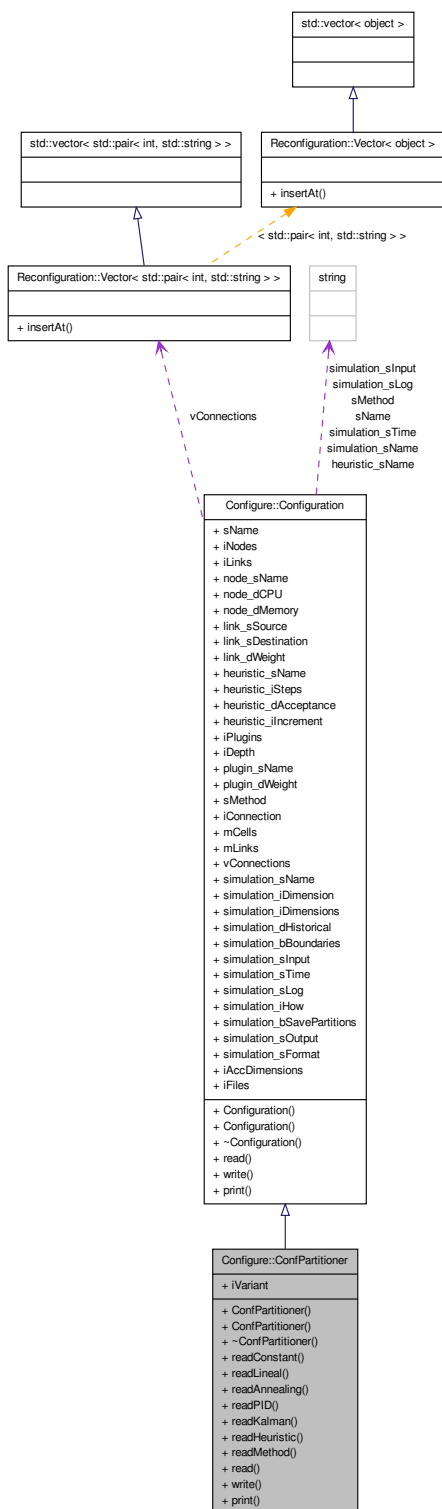 std::vector< object >
std::vector< std::pair< int, std::string > >
Reconfiguration::Vector< object >
+ insertAt()
< std::pair< int, std::string > >
Reconfiguration::Vector< std::pair< int, std::string > >
+ insertAt()
string
vConnections
simulation_sInput
simulation_sLog
sMethod
sName
simulation_sTime
simulation_sName
heuristic_sName
Configure::Configuration
+ sName
+ iNodes
+ iLinks
+ node_sName
+ node_dCPU
+ node_dMemory
+ link_sSource
+ link_sDestination
+ link_dWeight
+ heuristic_sName
+ heuristic_iSteps
+ heuristic_dAcceptance
+ heuristic_iIncrement
+ iPlugins
+ iDepth
+ plugin_sName
+ plugin_dWeight
+ sMethod
+ iConnection
+ mCells
+ mLinks
+ vConnections
+ simulation_sName
+ simulation_iDimension
+ simulation_iDimensions
+ simulation_dHistorical
+ simulation_bBoundaries
+ simulation_sInput
+ simulation_sTime
+ simulation_sLog
+ simulation_iHow
+ simulation_bSavePartitions
+ simulation_sOutput
+ simulation_sFormat
+ iAccDimensions
+ iFiles
+ Configuration()
+ Configuration()
+ ~Configuration()
+ read()
+ write()
+ print()
Configure::ConfPartitioner
+ iVariant
+ ConfPartitioner()
+ ConfPartitioner()
+ ~ConfPartitioner()
+ readConstant()
+ readLineal()
+ readAnnealing()
+ readPID()
+ readKalman()
+ readHeuristic()
+ readMethod()
+ read()
+ write()
+ print()